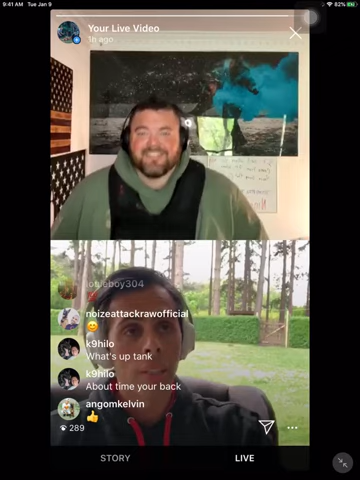 9:41 AM Tue Jan 9
82%
Your Live Video
1h ago
noizeattackrawofficial
k9hilo
What's up tank
k9hilo
About time your back
angomkelvin
289
STORY
LIVE